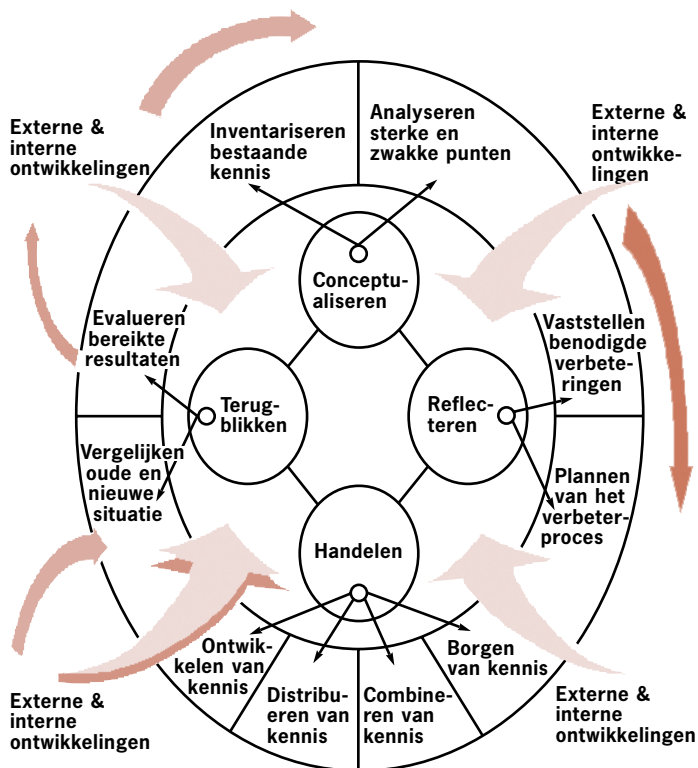 Externe &
interne
ontwikkelingen
Inventariseren
bestaande
kennis
Analyseren
sterke en
zwakke punten
Externe &
interne
ontwikke-
lingen
Conceptu-
aliseren
Evalueren
bereikte
resultaten
Vaststellen
benodigde
verbete-
ringen
Terug-
blikken
Reflec-
teren
Vergelijken
oude en
nieuwe
situatie
Plannen
van het
verbeter-
proces
Handelen
Ontwik-
kelen van
kennis
Distribu-
eren van
kennis
Combine-
ren van
kennis
Borgen
van kennis
Externe &
interne
ontwikkelingen
Externe &
interne
ontwikkelingen